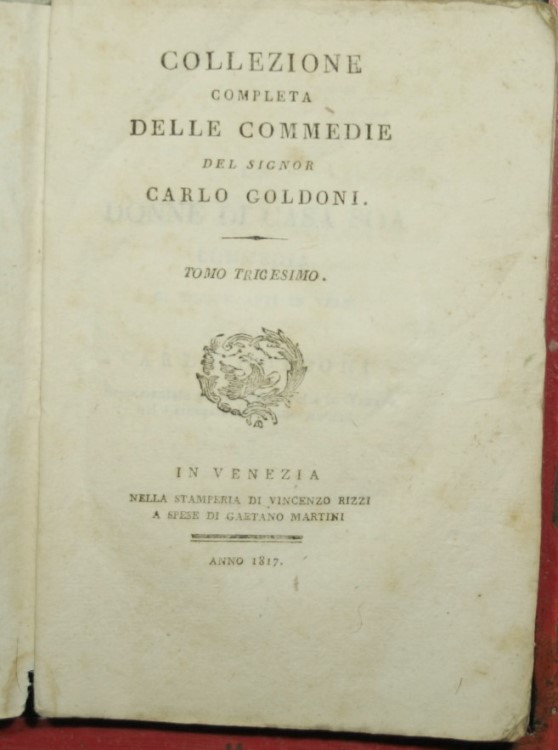 COLLEZIONE
COMPLETA
DELLE COMMEDIE
DEL SIGNOR
CARLO GOLDONI.
TOMO TRICESIMO.
IN VENEZIA
NELLA STAMPERIA DI VINCENZO RIZZI
A SPESE DI GAETANO MARTINI
ANNO 1817.